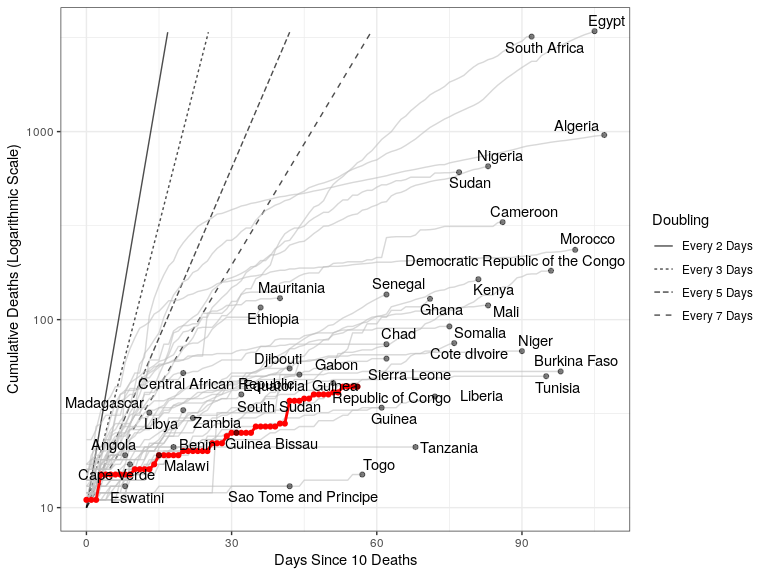 Egypt
South Africa
1000
Algeria
Nigeria
Sudan
Cameroon
Doubling
Morocco
Every 2 Days
Democratic Republic of the Congo
Every 3 Days
Mauritania
Senegal
Kenya
Every 5 Days
Ghana
Mali
Every 7 Days
Ethiopia
100
Chad
Somalia
Niger
Cote dIvoire
Djibouti
Gabon
Burkina Faso
Sierra Leone
Central African Republic
Equatorial Guinea
Tunisia
Republic of Congo
Liberia
Madagascar
South Sudan
Libya
Zambia
Guinea
Angola
Benin
Guinea Bissau
Tanzania
Malawi
Togo
Cape Verde
Eswatini
Sao Tome and Principe
10
0
30
60
90
Days Since 10 Deaths
Cumulative Deaths (Logarithmic Scale)